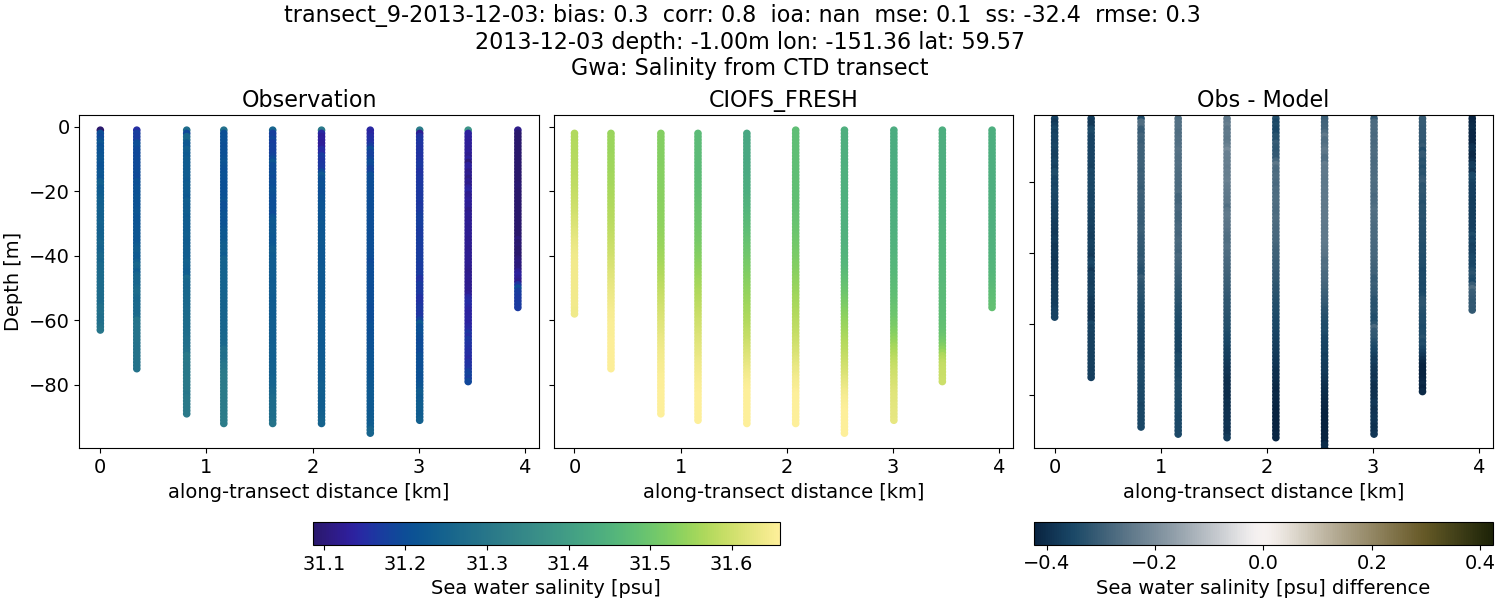 transect_9-2013-12-03: bias: 0.3  corr: 0.8  ioa: nan  mse: 0.1  ss: -32.4  rmse: 0.3
2013-12-03 depth: -1.00m lon: -151.36 lat: 59.57
Gwa: Salinity from CTD transect
Observation
CIOFS_FRESH
Obs - Model
Depth [m]
0
−20
−40
−60
−80
0 1 2 3 4
0 1 2 3 4
0 1 2 3 4
along-transect distance [km]
along-transect distance [km]
along-transect distance [km]
31.1 31.2 31.3 31.4 31.5 31.6
Sea water salinity [psu]
−0.4 −0.2 0.0 0.2 0.4
Sea water salinity [psu] difference